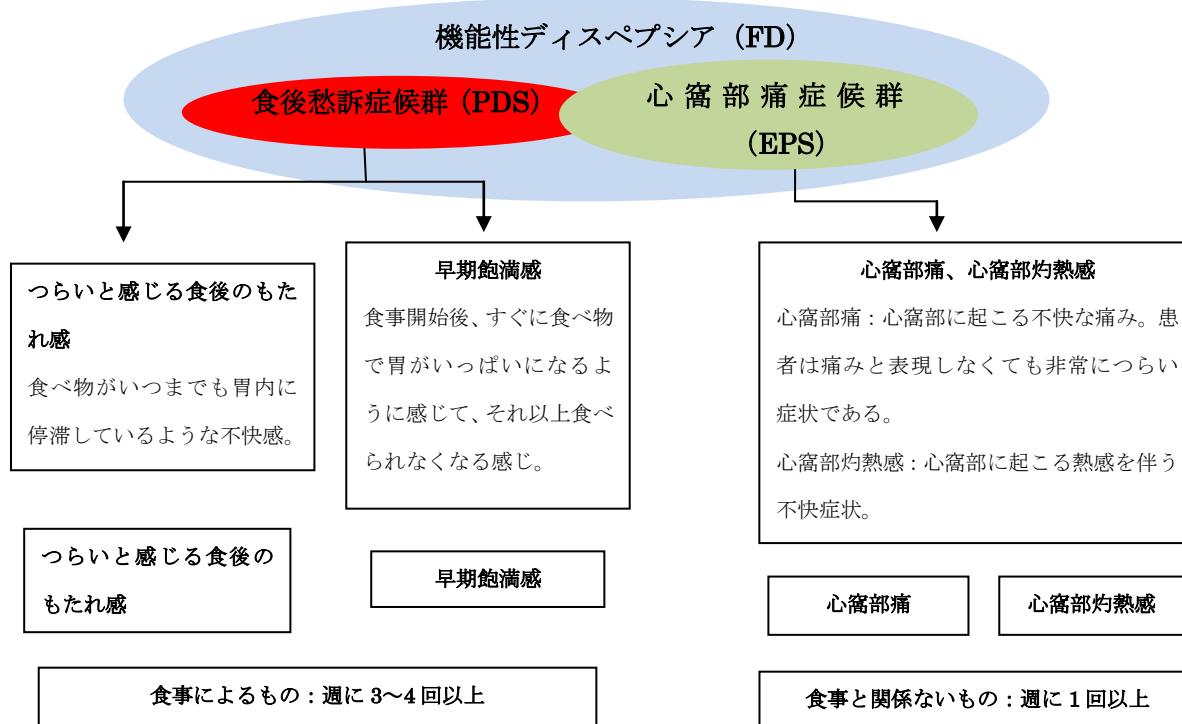 機能性ディスペプシア（FD）
食後愁訴症候群（PDS）
心窩部痛症候群
（EPS）
つらいと感じる食後のもた
れ感
食べ物がいつまでも胃内に
停滞しているような不快感。
早期飽満感
食事開始後、すぐに食べ物
で胃がいっぱいになるよ
うに感じて、それ以上食べ
られなくなる感じ。
心窩部痛、心窩部灼熱感
心窩部痛：心窩部に起こる不快な痛み。患
者は痛みと表現しなくても非常につらい
症状である。
心窩部灼熱感：心窩部に起こる熱感を伴う
不快症状。
つらいと感じる食後の
もたれ感
早期飽満感
心窩部痛
心窩部灼熱感
食事によるもの：週に 3～4 回以上
食事と関係ないもの：週に 1 回以上